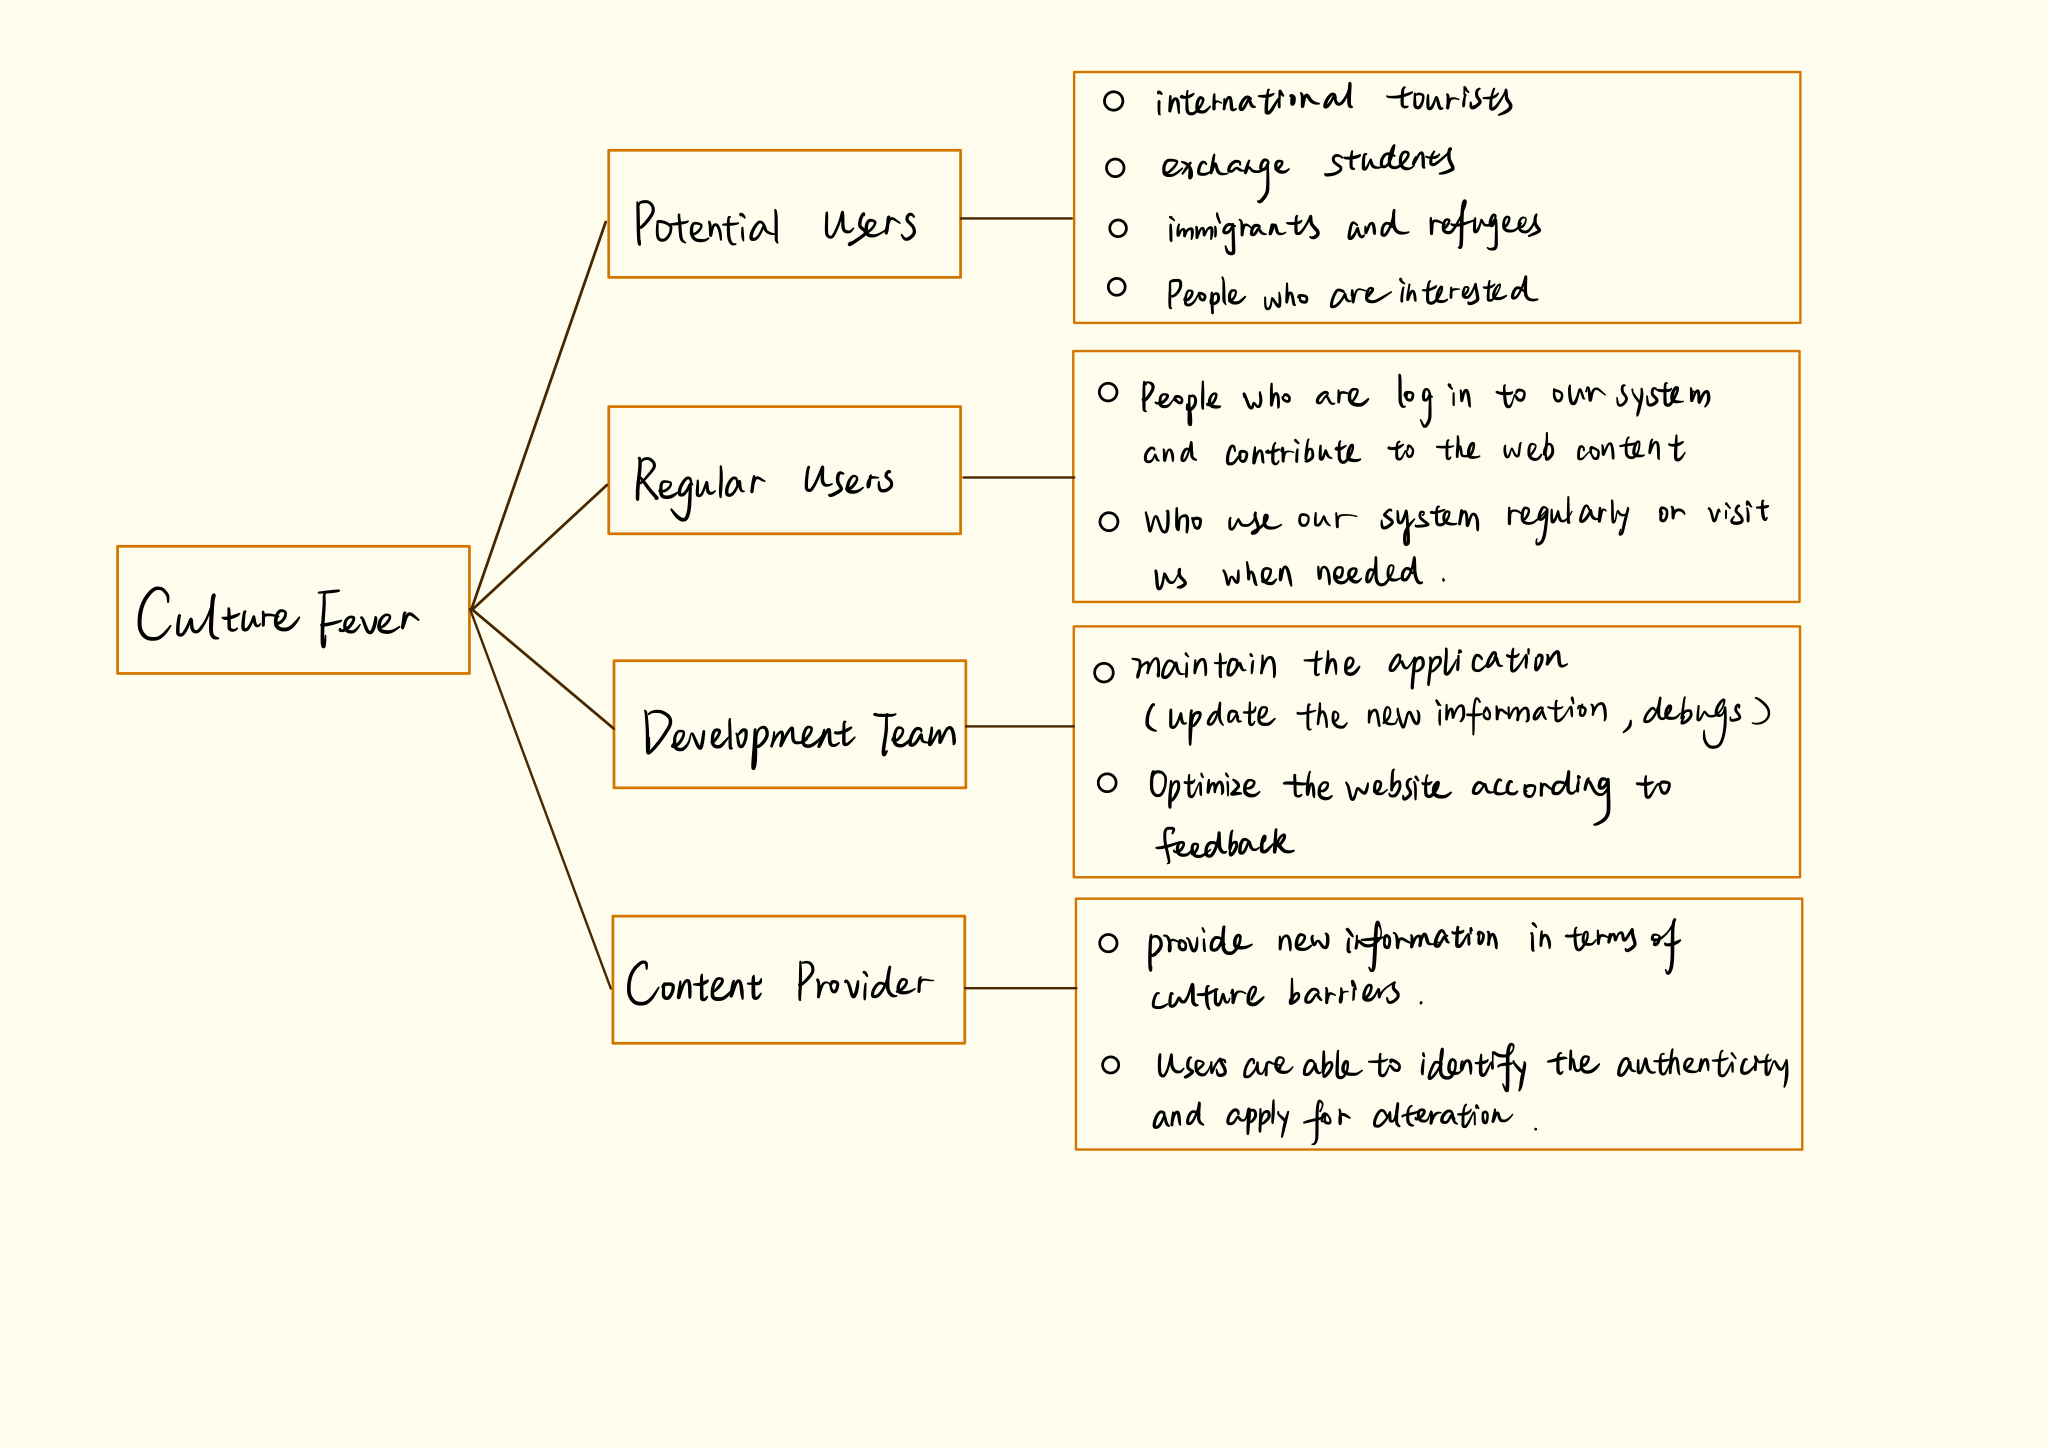 international tourists
exchange students
immigrants and refugees
People who are interested
Potential Users
People who are log in to our system
and contribute to the web content
Who use our system regularly or visit
us when needed.
Regular Users
Culture Fever
maintain the application
(update the new imformation, debugs)
Optimize the website according to
feedback
Development Team
provide new information in terms of
culture barriers.
Users are able to identify the authenticity
and apply for alteration.
Content Provider